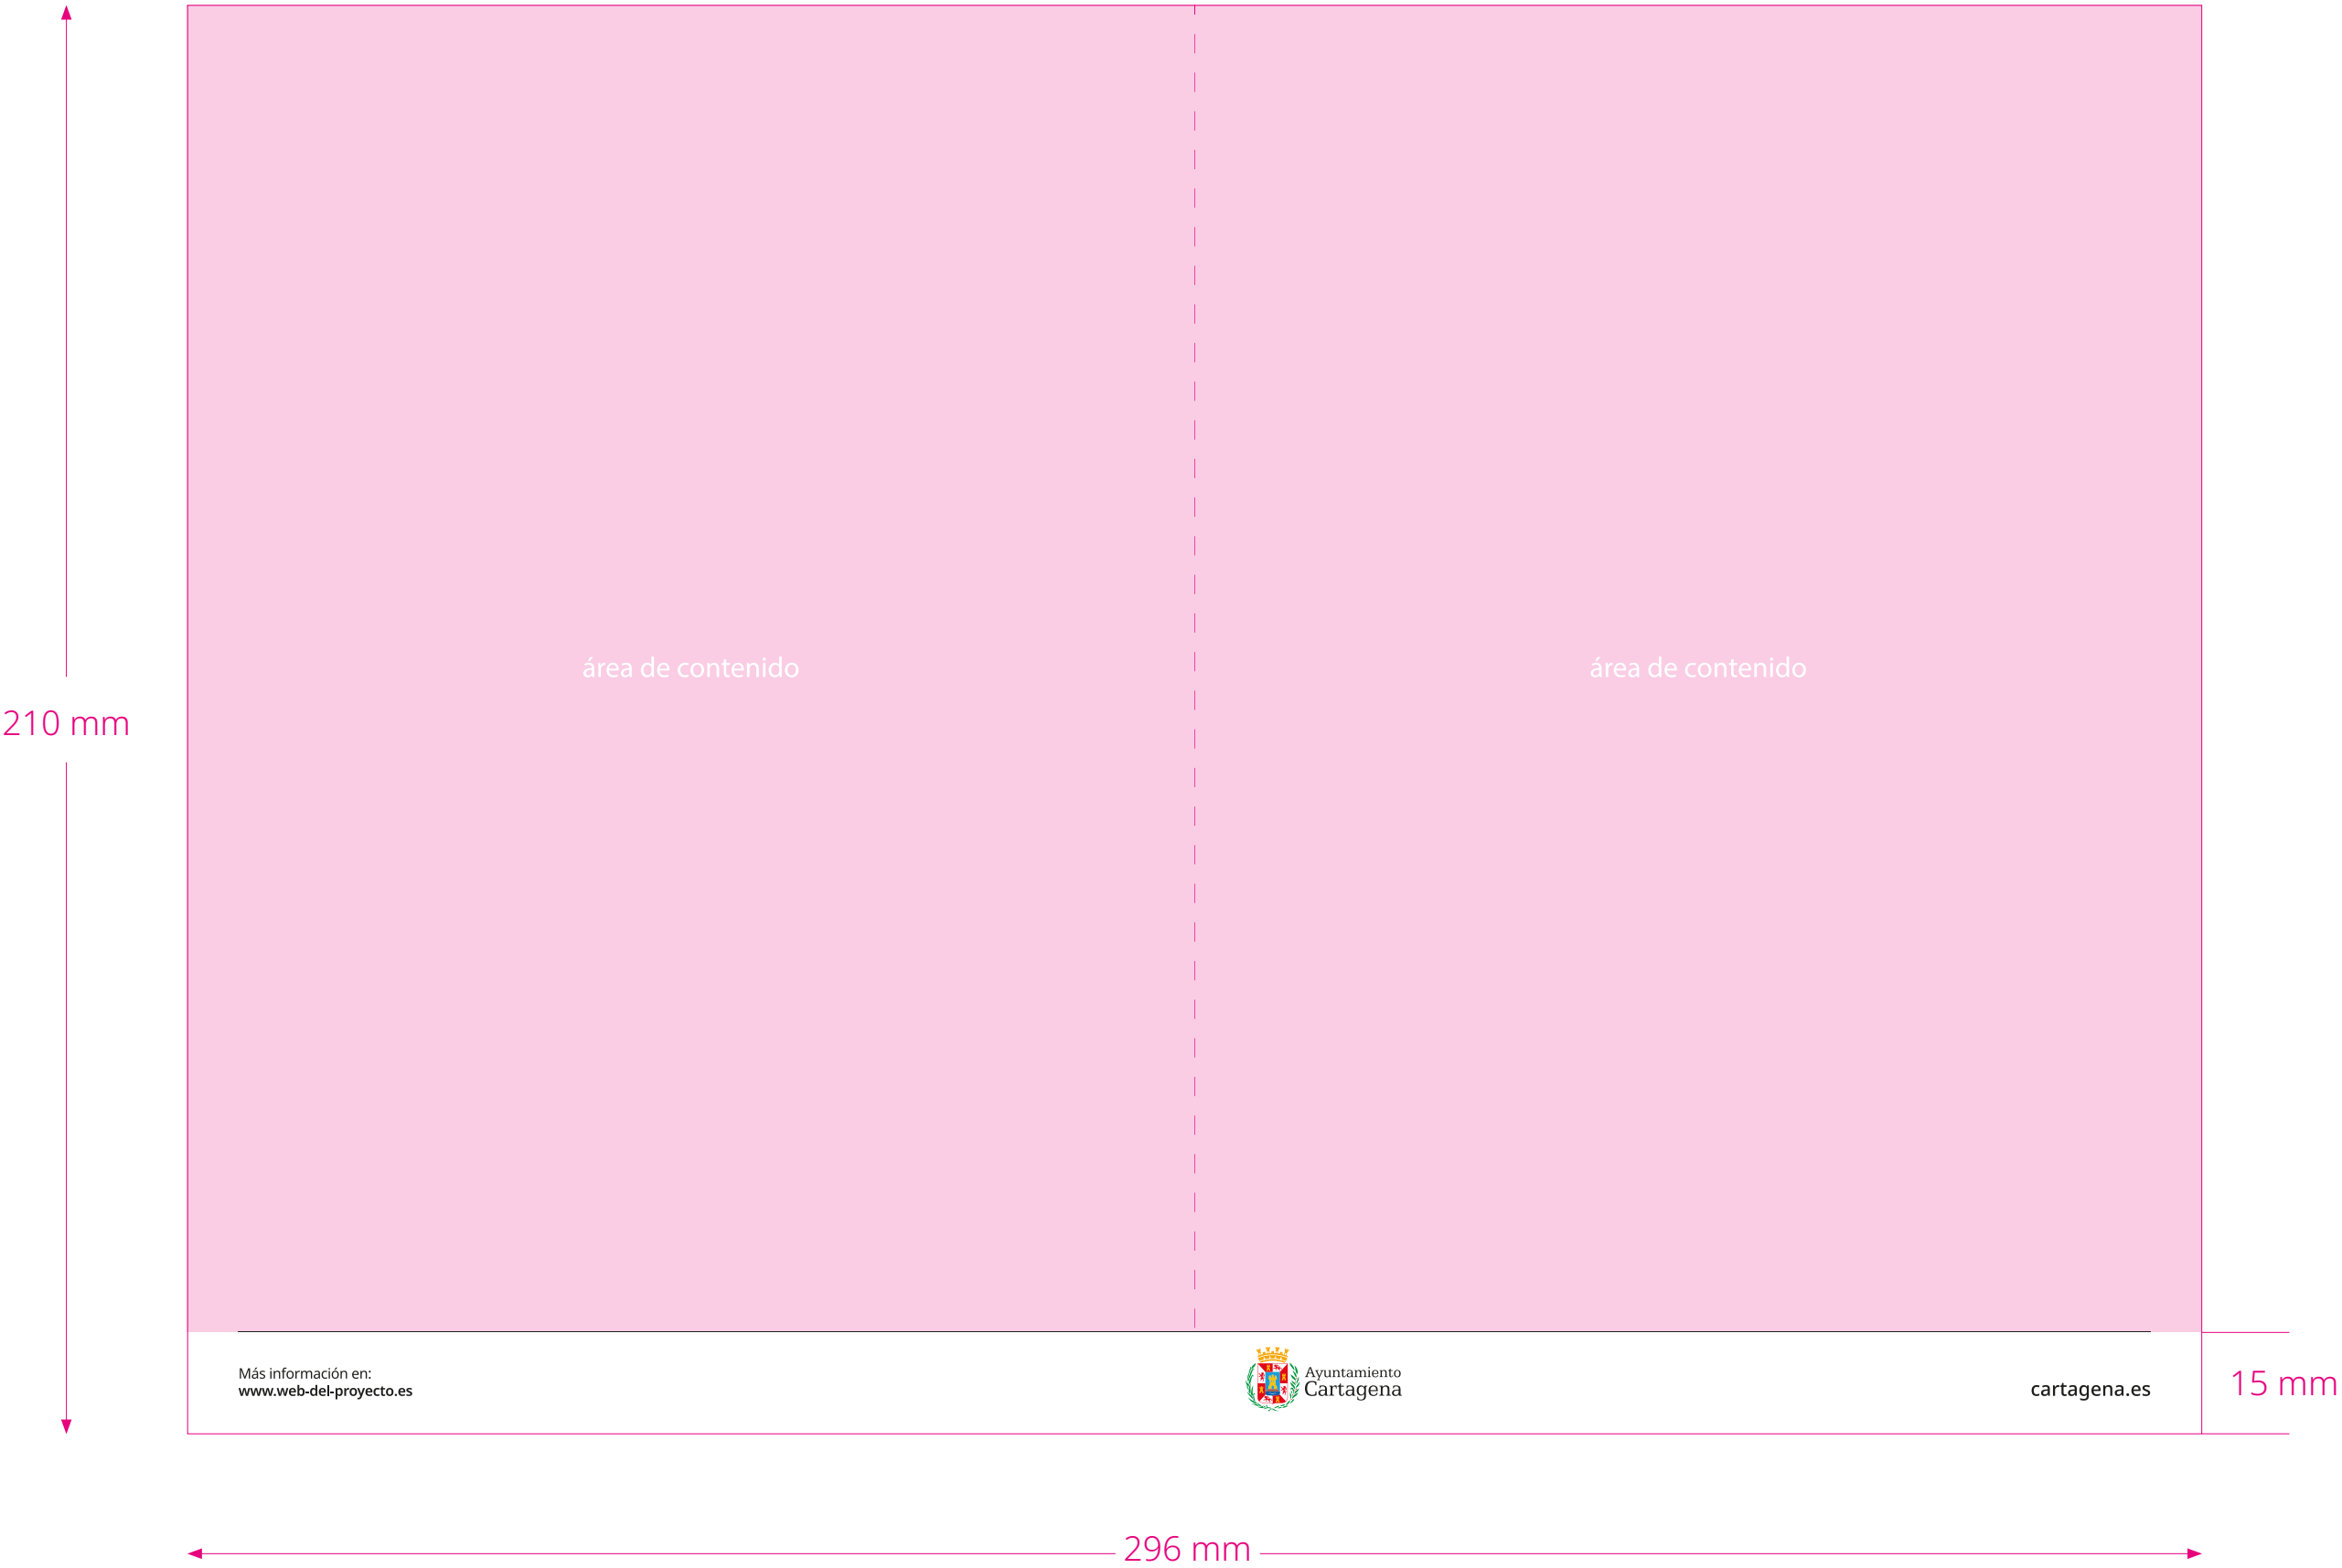 área de contenido
área de contenido
210 mm
Más información en:
www.web-del-proyecto.es
Ayuntamiento
Cartagena
cartagena.es
15 mm
296 mm